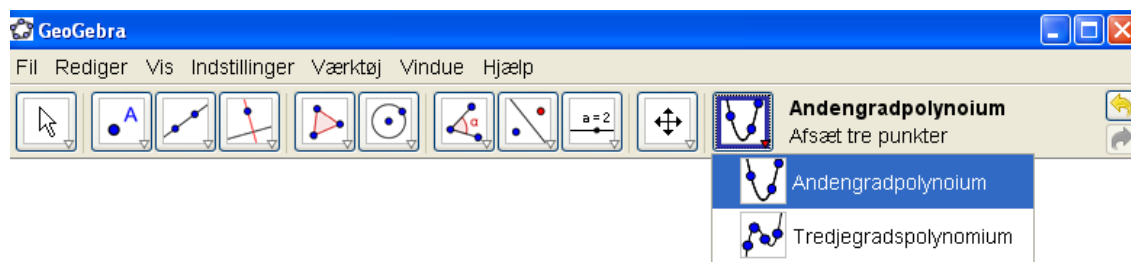 GeoGebra
Fil Rediger Vis Indstillinger Værktøj Vindue Hjælp
A
α
a = 2
Andengradpolynoium
Afsæt tre punkter
Andengradpolynoium
Tredjegradspolynomium